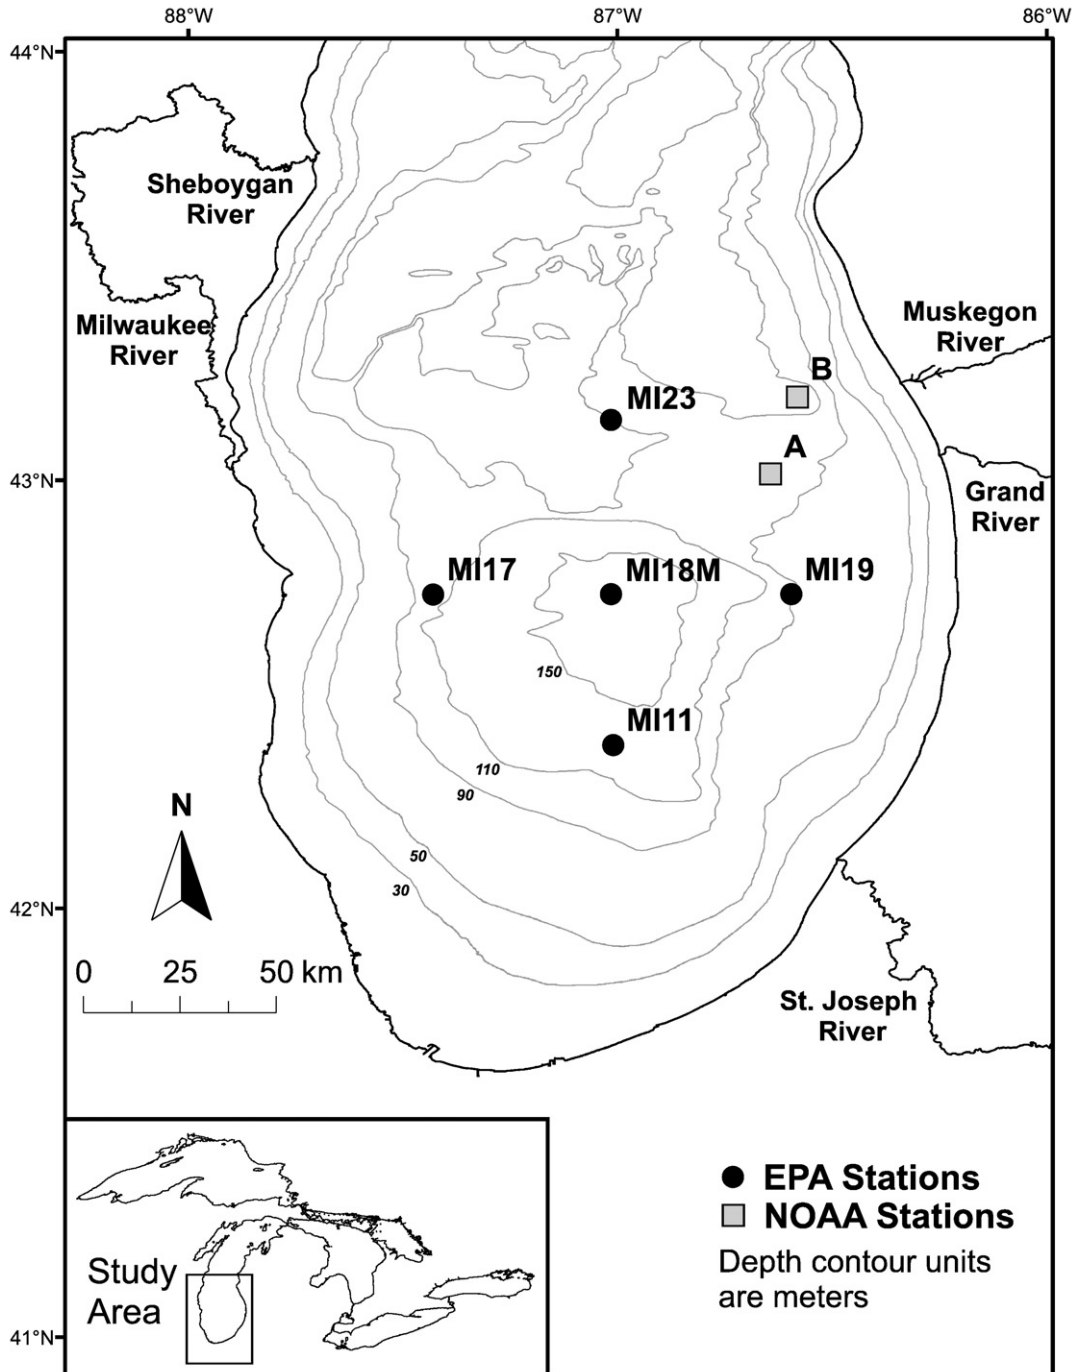 88°W
87°W
86°W
44°N
Sheboygan
River
Milwaukee
River
Muskegon
River
B
MI23
A
43°N
Grand
River
MI17
MI18M
MI19
150
MI11
110
90
N
50
30
42°N
0 25 50 km
St. Joseph
River
EPA Stations
NOAA Stations
Depth contour units
are meters
Study
Area
41°N